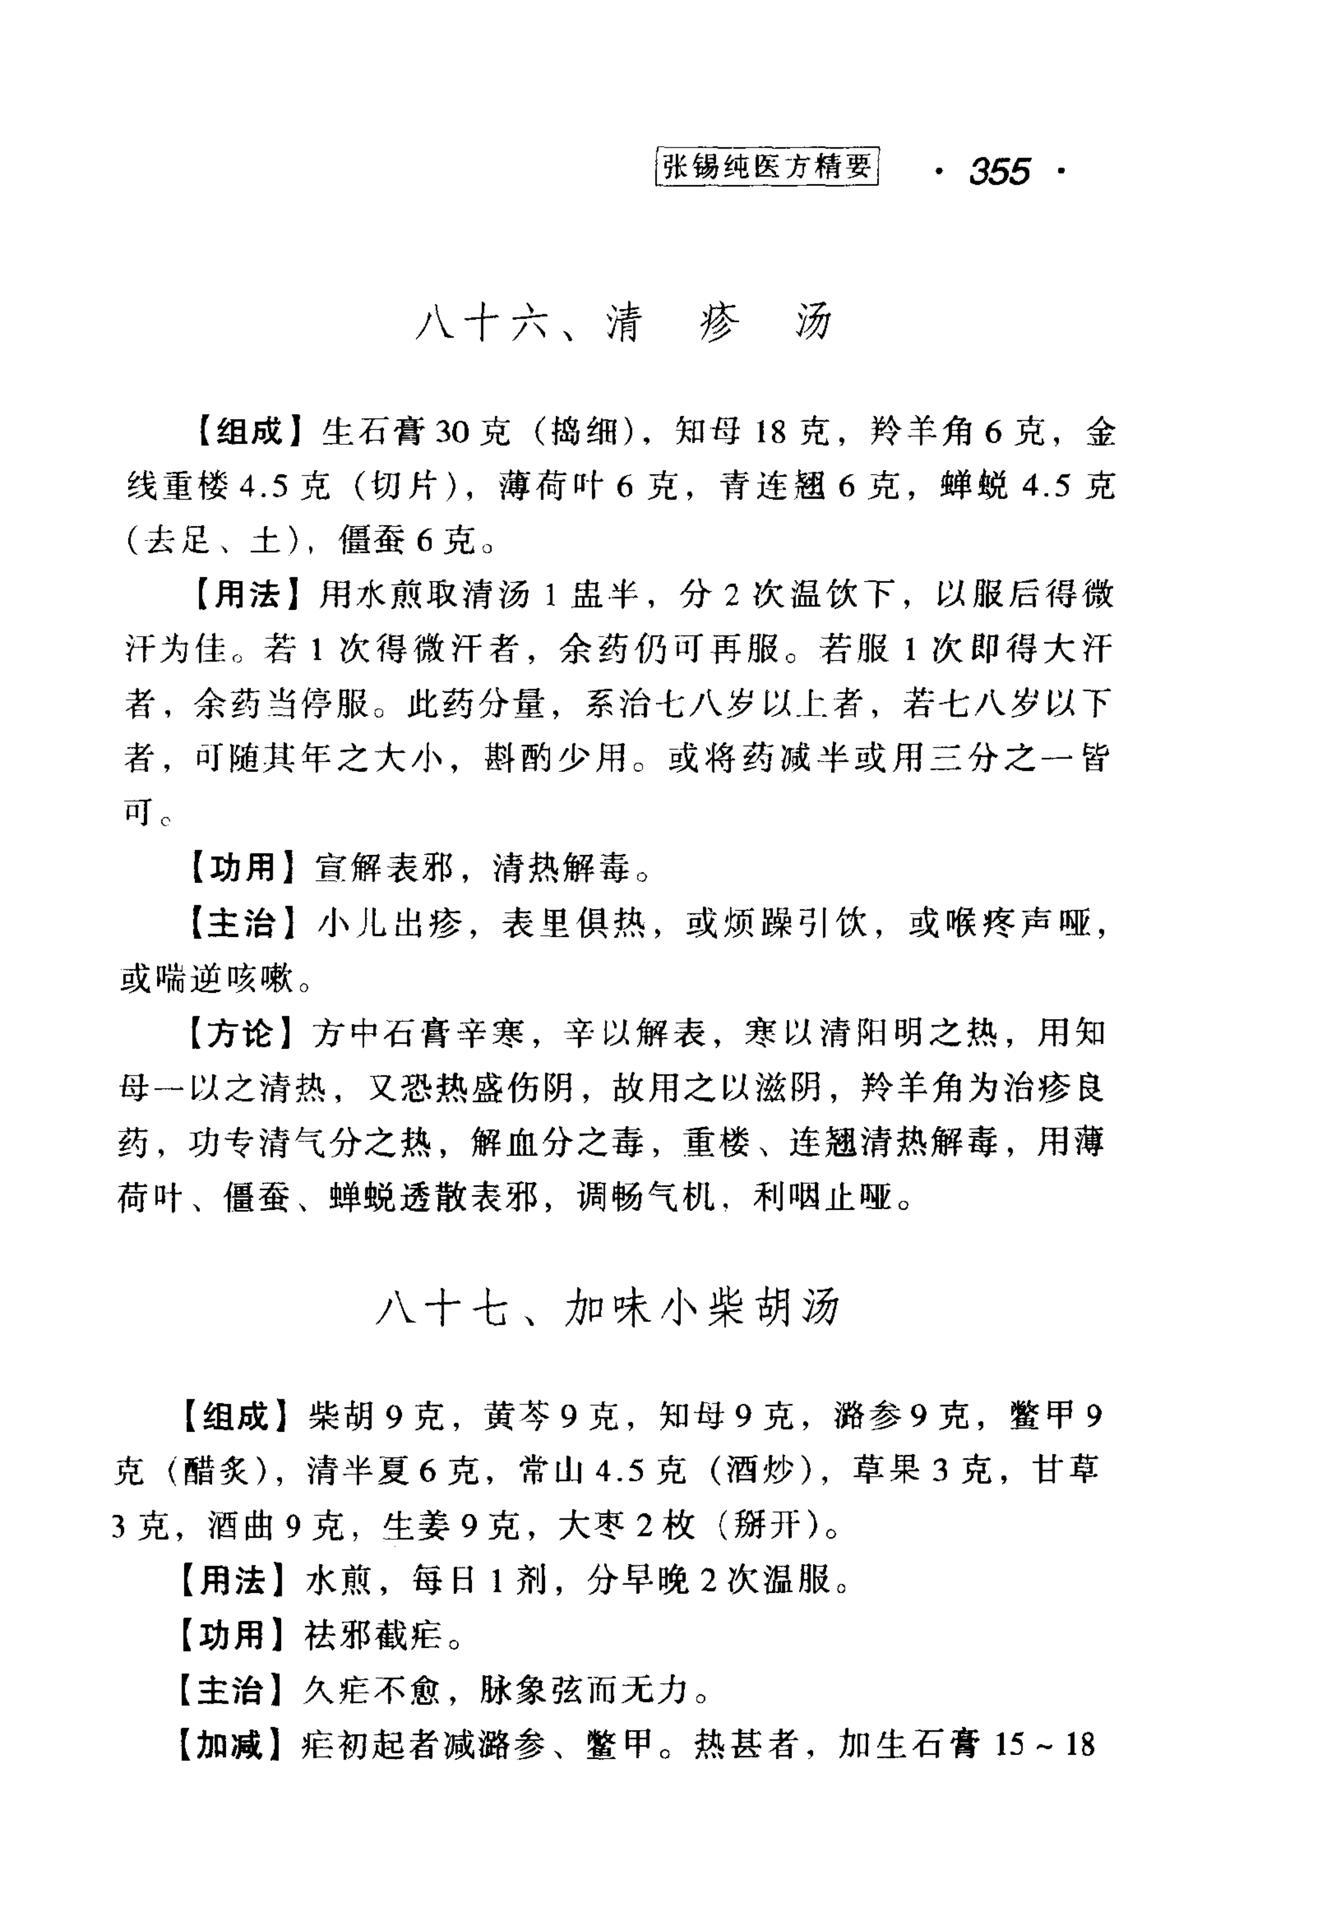 张锡纯医方精要 · 355 ·
八十六、清 疹 汤
【组成】生石膏30克（捣细），知母18克，羚羊角6克，金
线重楼4.5克（切片），薄荷叶6克，青连翘6克，蝉蜕4.5克
（去足、土），僵蚕6克。
【用法】用水煎取清汤1盅半，分2次温饮下，以服后得微
汗为佳。若1次得微汗者，余药仍可再服。若服1次即得大汗
者，余药当停服。此药分量，系治七八岁以上者，若七八岁以下
者，可随其年之大小，斟酌少用。或将药减半或用三分之一皆
可。
【功用】宣解表邪，清热解毒。
【主治】小儿出疹，表里俱热，或烦躁引饮，或喉疼声哑，
或喘逆咳嗽。
【方论】方中石膏辛寒，辛以解表，寒以清阳明之热，用知
母一以之清热，又恐热盛伤阴，故用之以滋阴，羚羊角为治疹良
药，功专清气分之热，解血分之毒，重楼、连翘清热解毒，用薄
荷叶、僵蚕、蝉蜕透散表邪，调畅气机，利咽止哑。
八十七、加味小柴胡汤
【组成】柴胡9克，黄芩9克，知母9克，潞参9克，鳖甲9
克（醋炙），清半夏6克，常山4.5克（酒炒），草果3克，甘草
3克，酒曲9克，生姜9克，大枣2枚（掰开）。
【用法】水煎，每日1剂，分早晚2次温服。
【功用】祛邪截疟。
【主治】久疟不愈，脉象弦而无力。
【加减】疟初起者减潞参、鳖甲。热甚者，加生石膏15～18